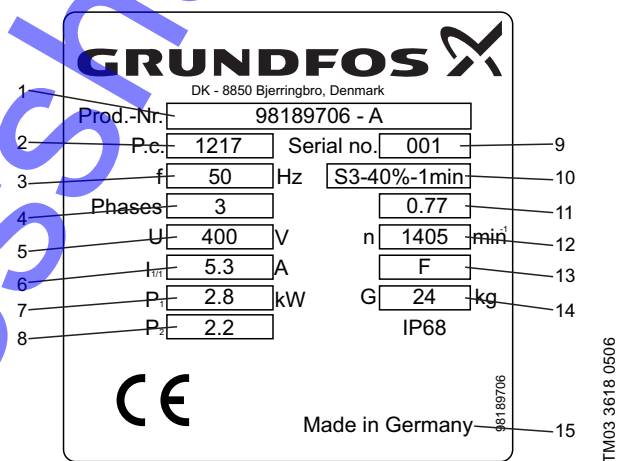 GRUNDFOS
DK - 8850 Bjerringbro, Denmark
1 Prod.-Nr. 98189706 - A
2 P.c. 1217 Serial no. 001 9
3 f 50 Hz S3-40%-1min 10
4 Phases 3 0.77 11
5 U 400 V n 1405 min-1 12
6 I1/1 5.3 A F 13
7 P1 2.8 kW G 24 kg 14
8 P2 2.2 IP68
CE
98189706
Made in Germany 15
TM03 3618 0506